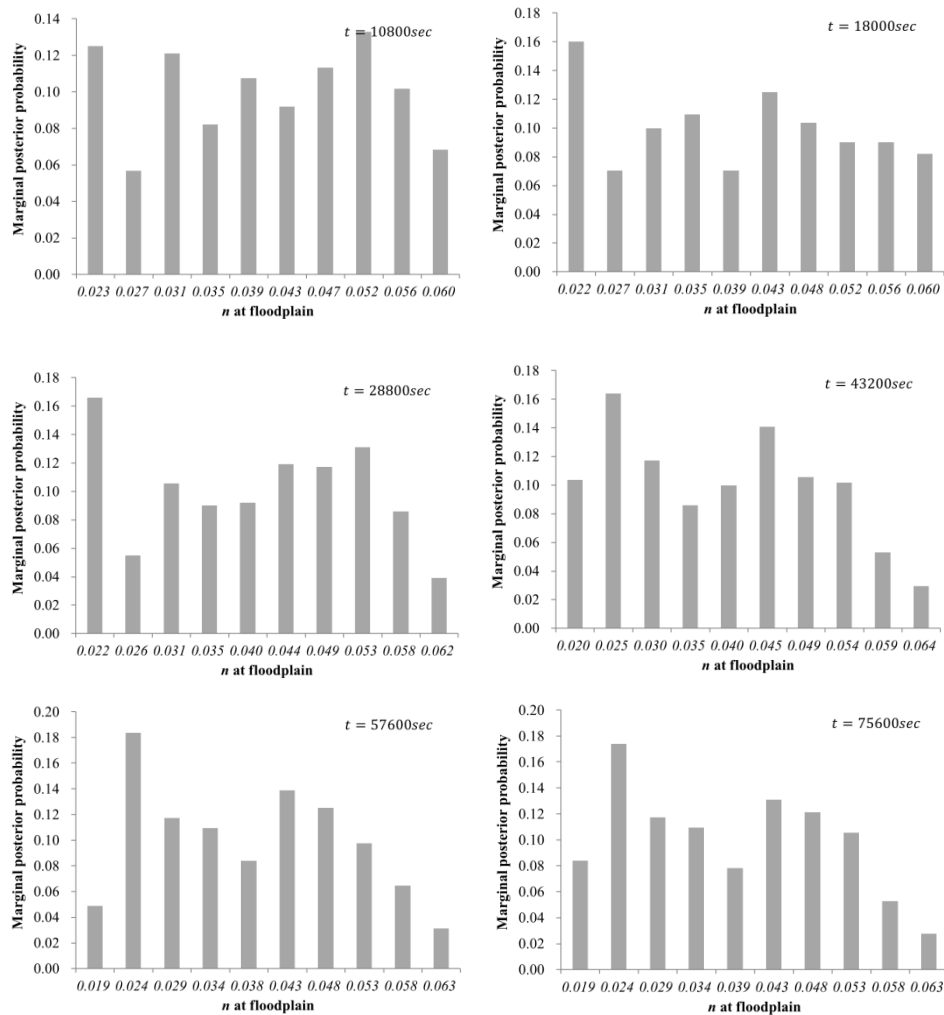 t = 10800sec
Marginal posterior probability
0.14
0.12
0.10
0.08
0.06
0.04
0.02
0.00
0.023 0.027 0.031 0.035 0.039 0.043 0.047 0.052 0.056 0.060
n at floodplain
t = 18000sec
Marginal posterior probability
0.18
0.16
0.14
0.12
0.10
0.08
0.06
0.04
0.02
0.00
0.022 0.027 0.031 0.035 0.039 0.043 0.048 0.052 0.056 0.060
n at floodplain
t = 28800sec
Marginal posterior probability
0.18
0.16
0.14
0.12
0.10
0.08
0.06
0.04
0.02
0.00
0.022 0.026 0.031 0.035 0.040 0.044 0.049 0.053 0.058 0.062
n at floodplain
t = 43200sec
Marginal posterior probability
0.18
0.16
0.14
0.12
0.10
0.08
0.06
0.04
0.02
0.00
0.020 0.025 0.030 0.035 0.040 0.045 0.049 0.054 0.059 0.064
n at floodplain
t = 57600sec
Marginal posterior probability
0.20
0.18
0.16
0.14
0.12
0.10
0.08
0.06
0.04
0.02
0.00
0.019 0.024 0.029 0.034 0.038 0.043 0.048 0.053 0.058 0.063
n at floodplain
t = 75600sec
Marginal posterior probability
0.20
0.18
0.16
0.14
0.12
0.10
0.08
0.06
0.04
0.02
0.00
0.019 0.024 0.029 0.034 0.039 0.043 0.048 0.053 0.058 0.063
n at floodplain